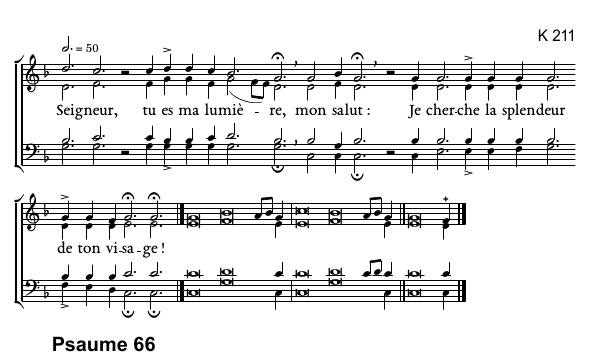 𝅗𝅥. = 50
K 211
Seigneur, tu es ma lumiè - re, mon salut : Je cher-che la splendeur
de ton vi-sa-ge !
Psaume 66